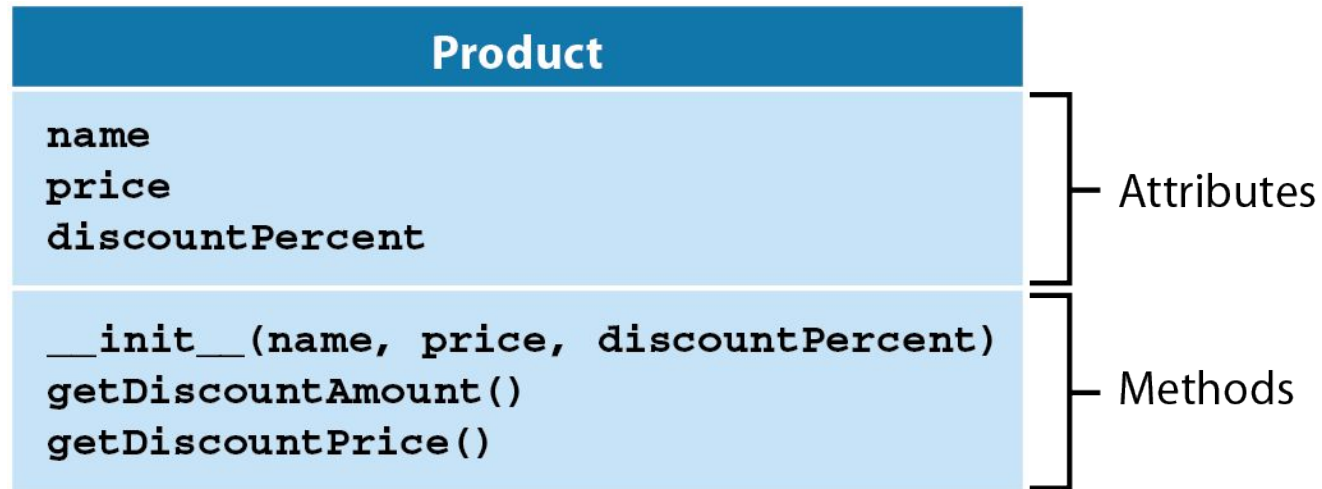 Product
name
price
discountPercent
Attributes
__init__(name, price, discountPercent)
getDiscountAmount()
getDiscountPrice()
Methods